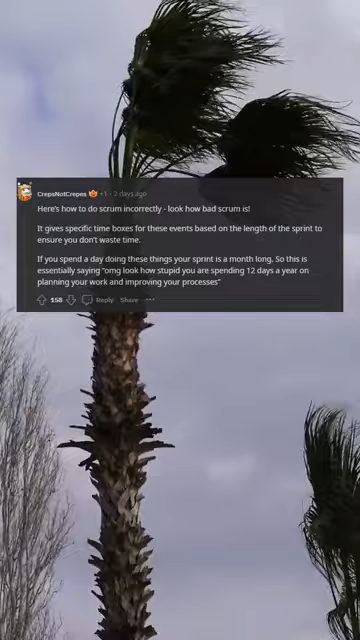 CrepsNotCrepes +1 · 2 days ago
Here's how to do scrum incorrectly - look how bad scrum is!
It gives specific time boxes for these events based on the length of the sprint to
ensure you don't waste time.
If you spend a day doing these things your sprint is a month long. So this is
essentially saying "omg look how stupid you are spending 12 days a year on
planning your work and improving your processes"
158 Reply Share ···